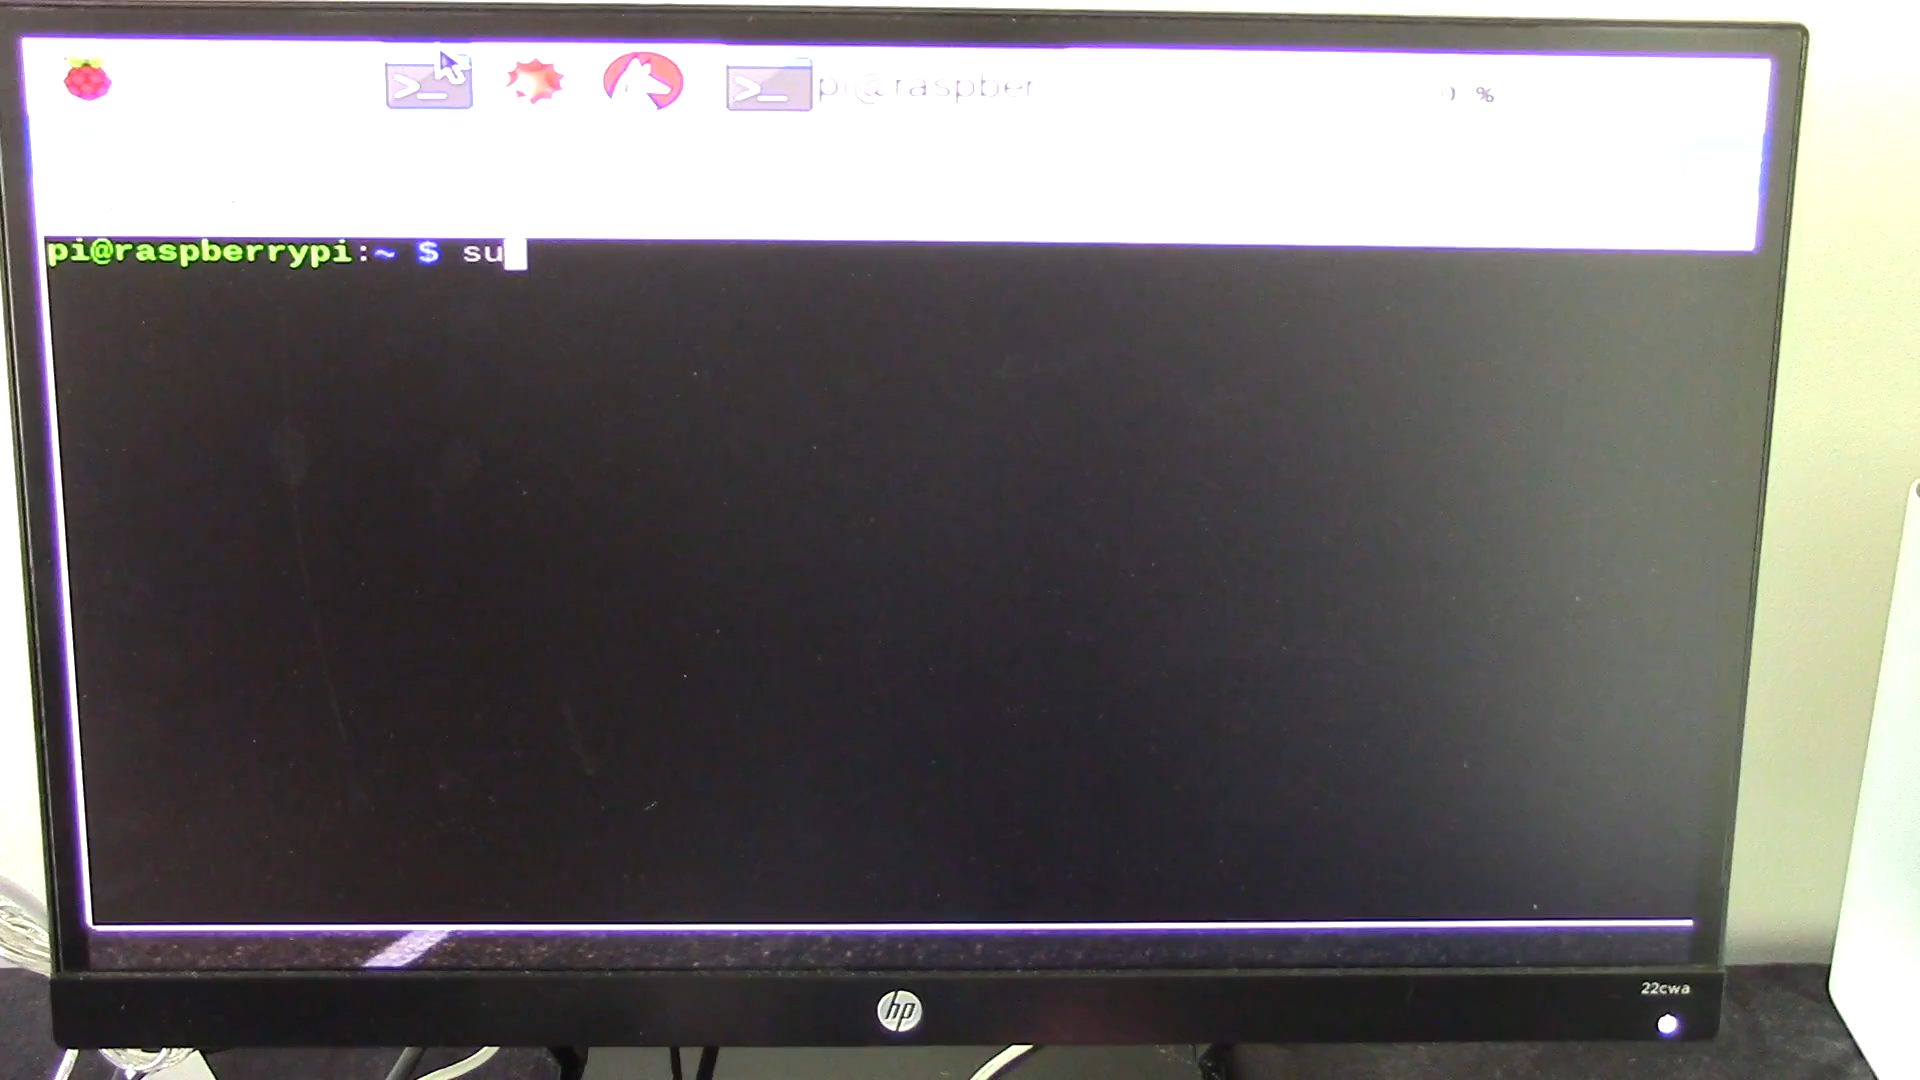 >_ >_ pi@raspber
%
pi@raspberrypi:~ $ su
hp
22cwa